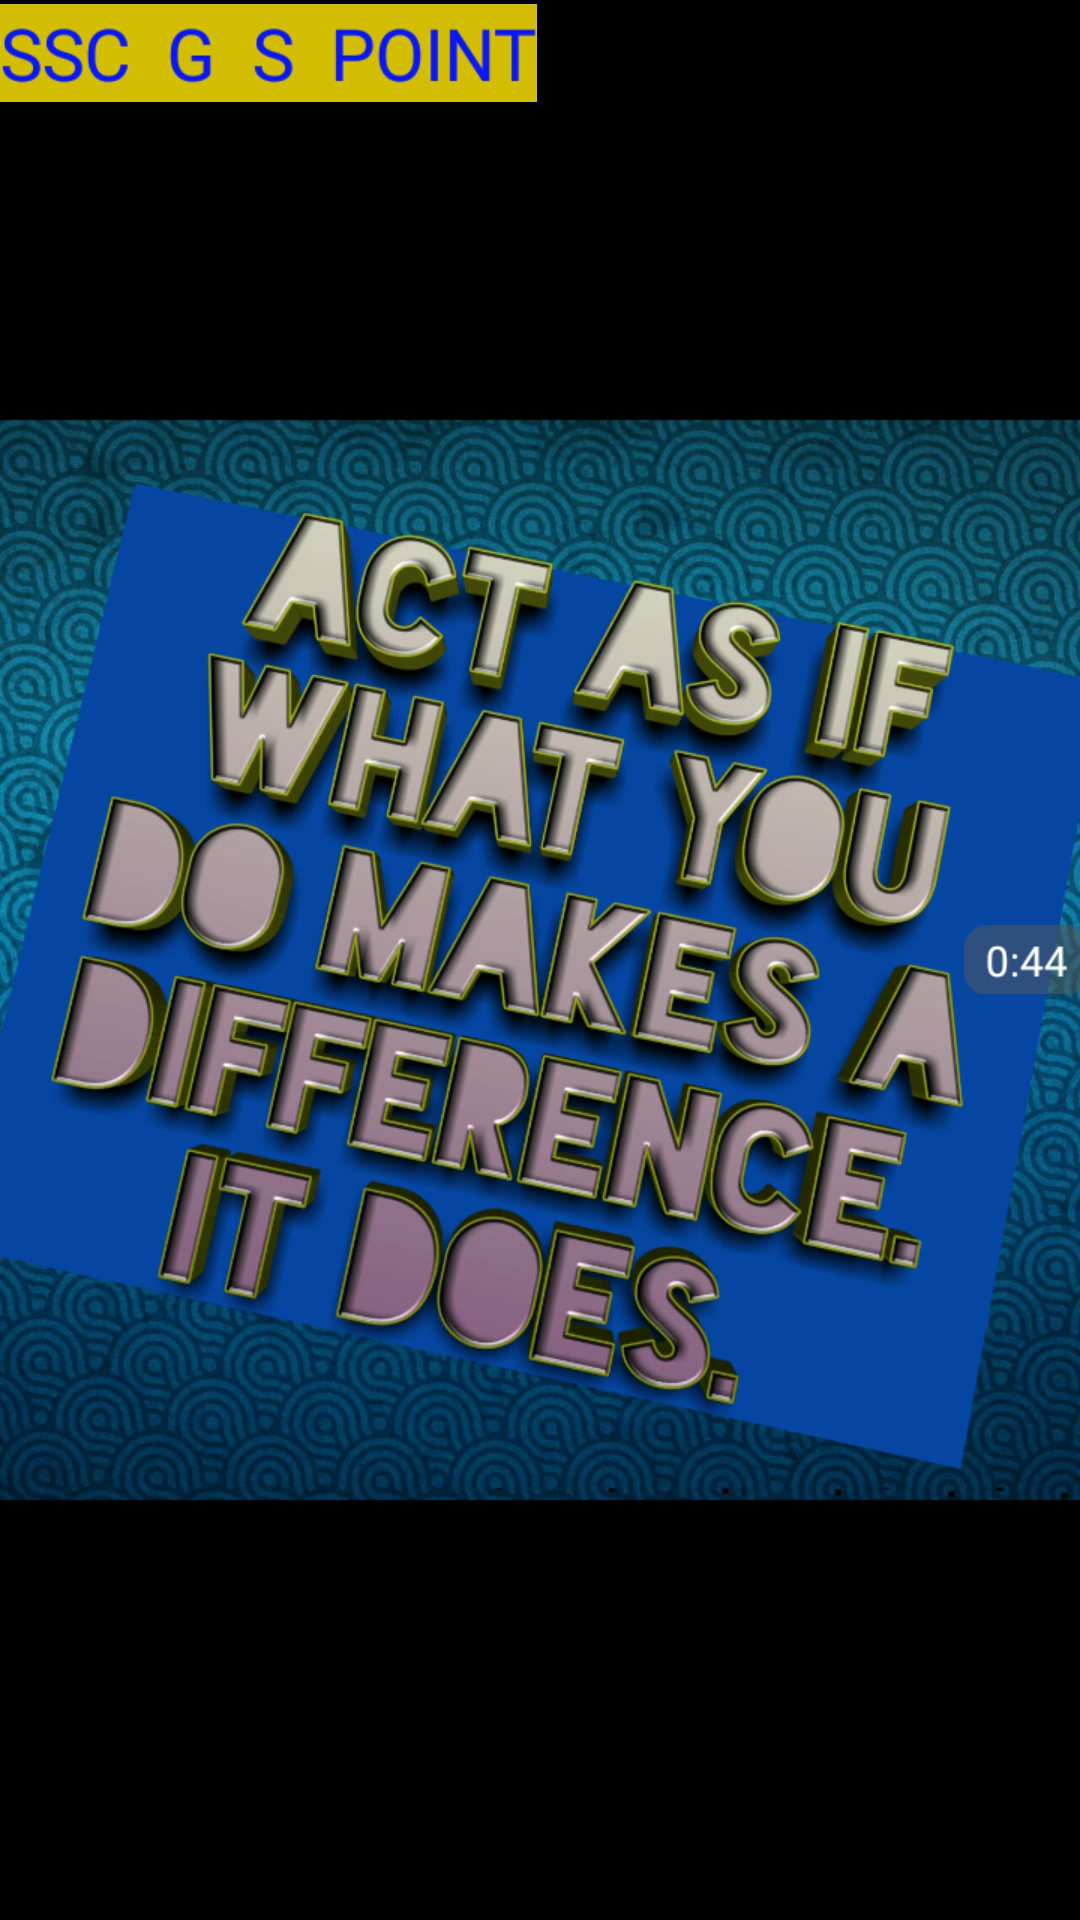 SSC G S POINT
ACT AS IF
WHAT YOU
DO MAKES A
DIFFERENCE.
IT DOES.
0:44